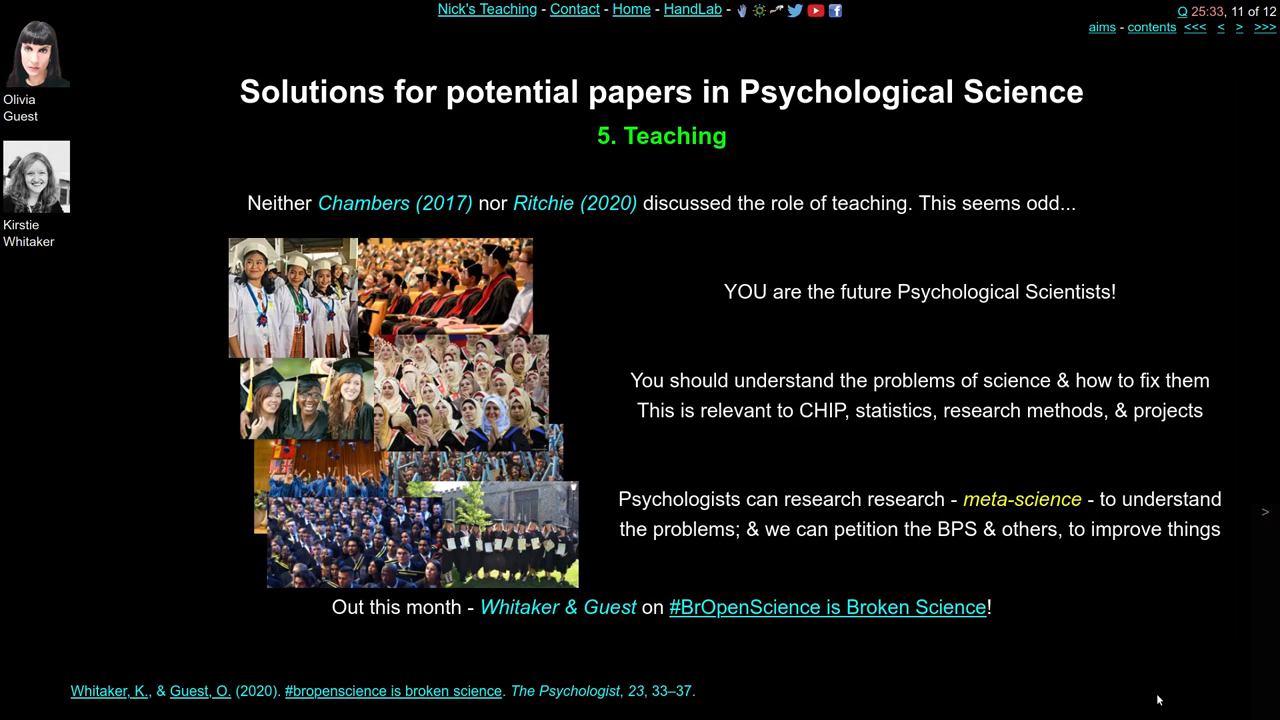 Nick's Teaching - Contact - Home - HandLab -
Q 25:33, 11 of 12
aims - contents <<< < > >>>
Olivia
Guest
Kirstie
Whitaker
Solutions for potential papers in Psychological Science
5. Teaching
Neither Chambers (2017) nor Ritchie (2020) discussed the role of teaching. This seems odd...
YOU are the future Psychological Scientists!
You should understand the problems of science & how to fix them
This is relevant to CHIP, statistics, research methods, & projects
Psychologists can research research - meta-science - to understand
the problems; & we can petition the BPS & others, to improve things
>
Out this month - Whitaker & Guest on #BrOpenScience is Broken Science!
Whitaker, K., & Guest, O. (2020). #bropenscience is broken science. The Psychologist, 23, 33–37.